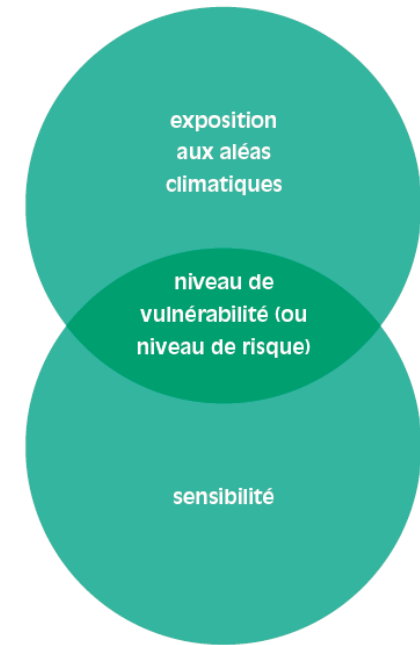 exposition
aux aléas
climatiques
niveau de
vulnérabilité (ou
niveau de risque)
sensibilité